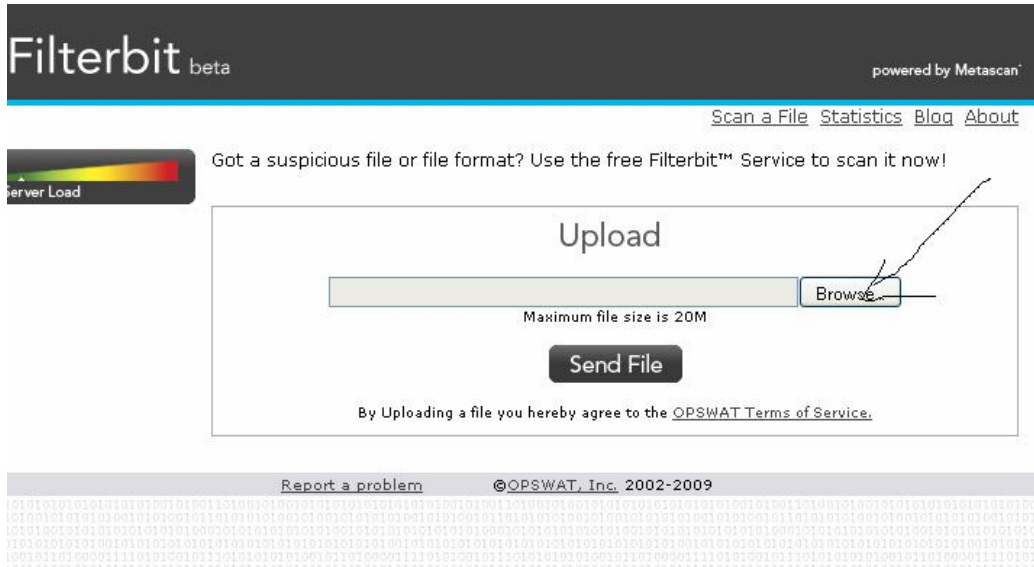 Filterbit beta
powered by Metascan
Scan a File Statistics Blog About
Got a suspicious file or file format? Use the free Filterbit™ Service to scan it now!
Server Load
Upload
Browse..
Maximum file size is 20M
Send File
By Uploading a file you hereby agree to the OPSWAT Terms of Service.
Report a problem ©OPSWAT, Inc. 2002-2009